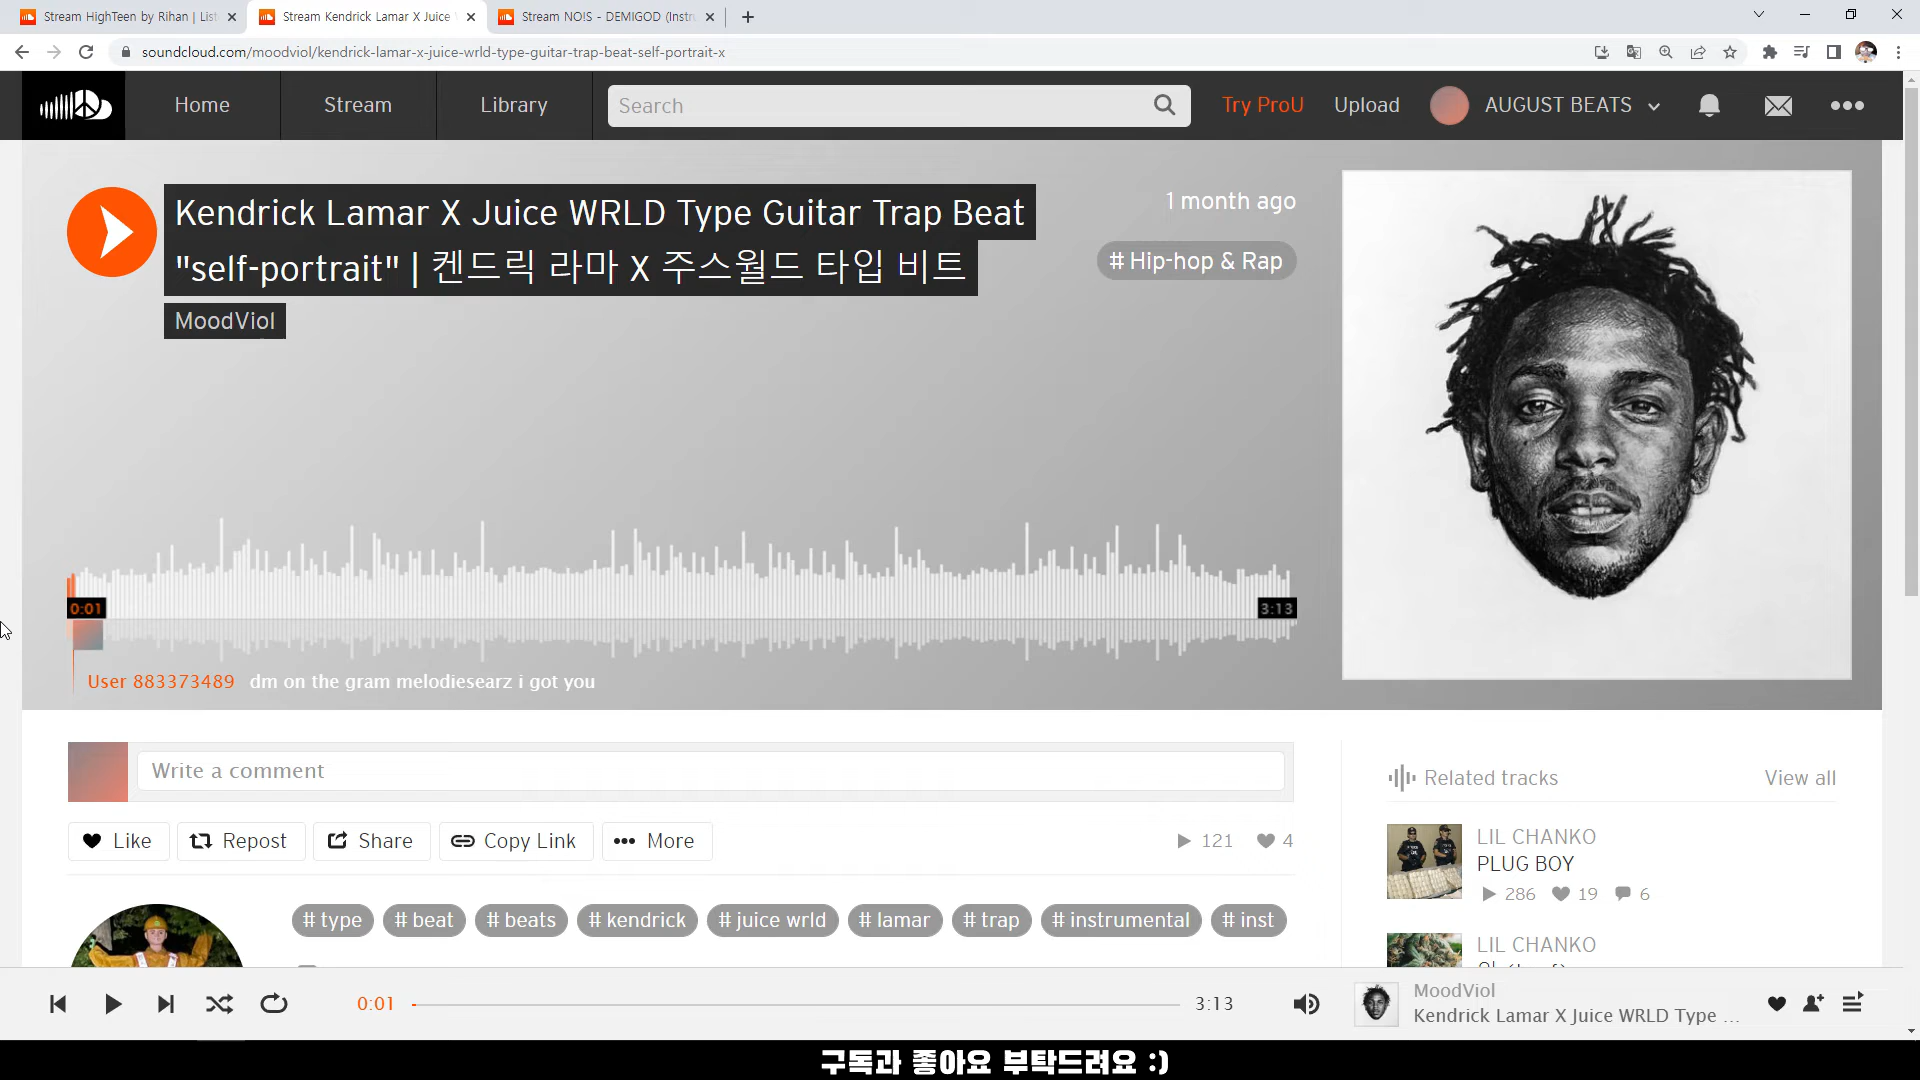 Stream HighTeen by Rihan | List
Stream Kendrick Lamar X Juice
Stream NO!S - DEMIGOD (Instr
soundcloud.com/moodviol/kendrick-lamar-x-juice-wrld-type-guitar-trap-beat-self-portrait-x
Home
Stream
Library
Search
Try ProU
Upload
AUGUST BEATS
Kendrick Lamar X Juice WRLD Type Guitar Trap Beat
"self-portrait" | 켄드릭 라마 X 주스월드 타입 비트
MoodViol
1 month ago
# Hip-hop & Rap
0:01
3:13
User 883373489 dm on the gram melodiesearz i got you
Write a comment
Like
Repost
Share
Copy Link
More
121
4
# type
# beat
# beats
# kendrick
# juice wrld
# lamar
# trap
# instrumental
# inst
Related tracks
View all
LIL CHANKO
PLUG BOY
286
19
6
LIL CHANKO
0:01
3:13
MoodViol
Kendrick Lamar X Juice WRLD Type ...
구독과 좋아요 부탁드려요 :)